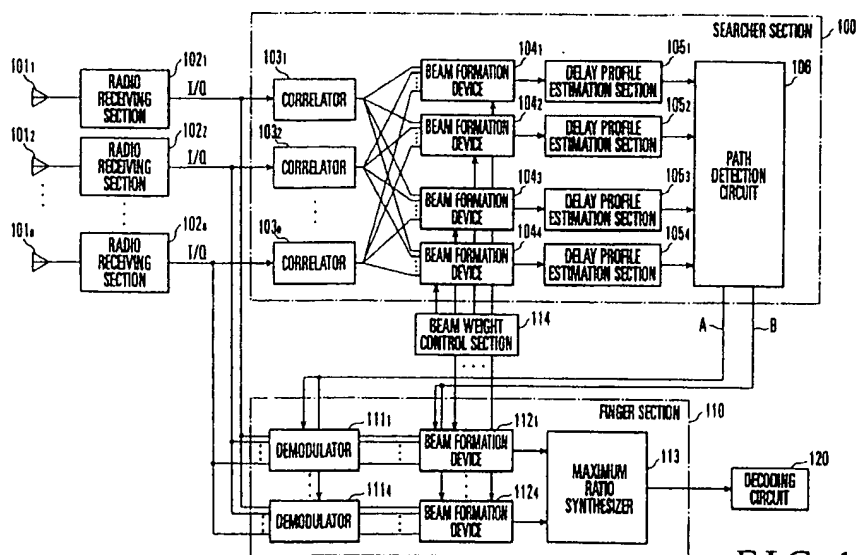 SEARCHER SECTION 100
101₁
102₁
RADIO RECEIVING SECTION
I/Q
103₁
CORRELATOR
104₁
BEAM FORMATION DEVICE
105₁
DELAY PROFILE ESTIMATION SECTION
106
PATH DETECTION CIRCUIT
101₂
102₂
RADIO RECEIVING SECTION
I/Q
103₂
CORRELATOR
104₂
BEAM FORMATION DEVICE
105₂
DELAY PROFILE ESTIMATION SECTION
104₃
BEAM FORMATION DEVICE
105₃
DELAY PROFILE ESTIMATION SECTION
RADIO RECEIVING SECTION
I/Q
CORRELATOR
104₄
BEAM FORMATION DEVICE
105₄
DELAY PROFILE ESTIMATION SECTION
BEAM WEIGHT CONTROL SECTION
114
A
B
FINGER SECTION
110
111₁
DEMODULATOR
112₁
BEAM FORMATION DEVICE
113
MAXIMUM RATIO SYNTHESIZER
120
DECODING CIRCUIT
111₄
DEMODULATOR
112₄
BEAM FORMATION DEVICE